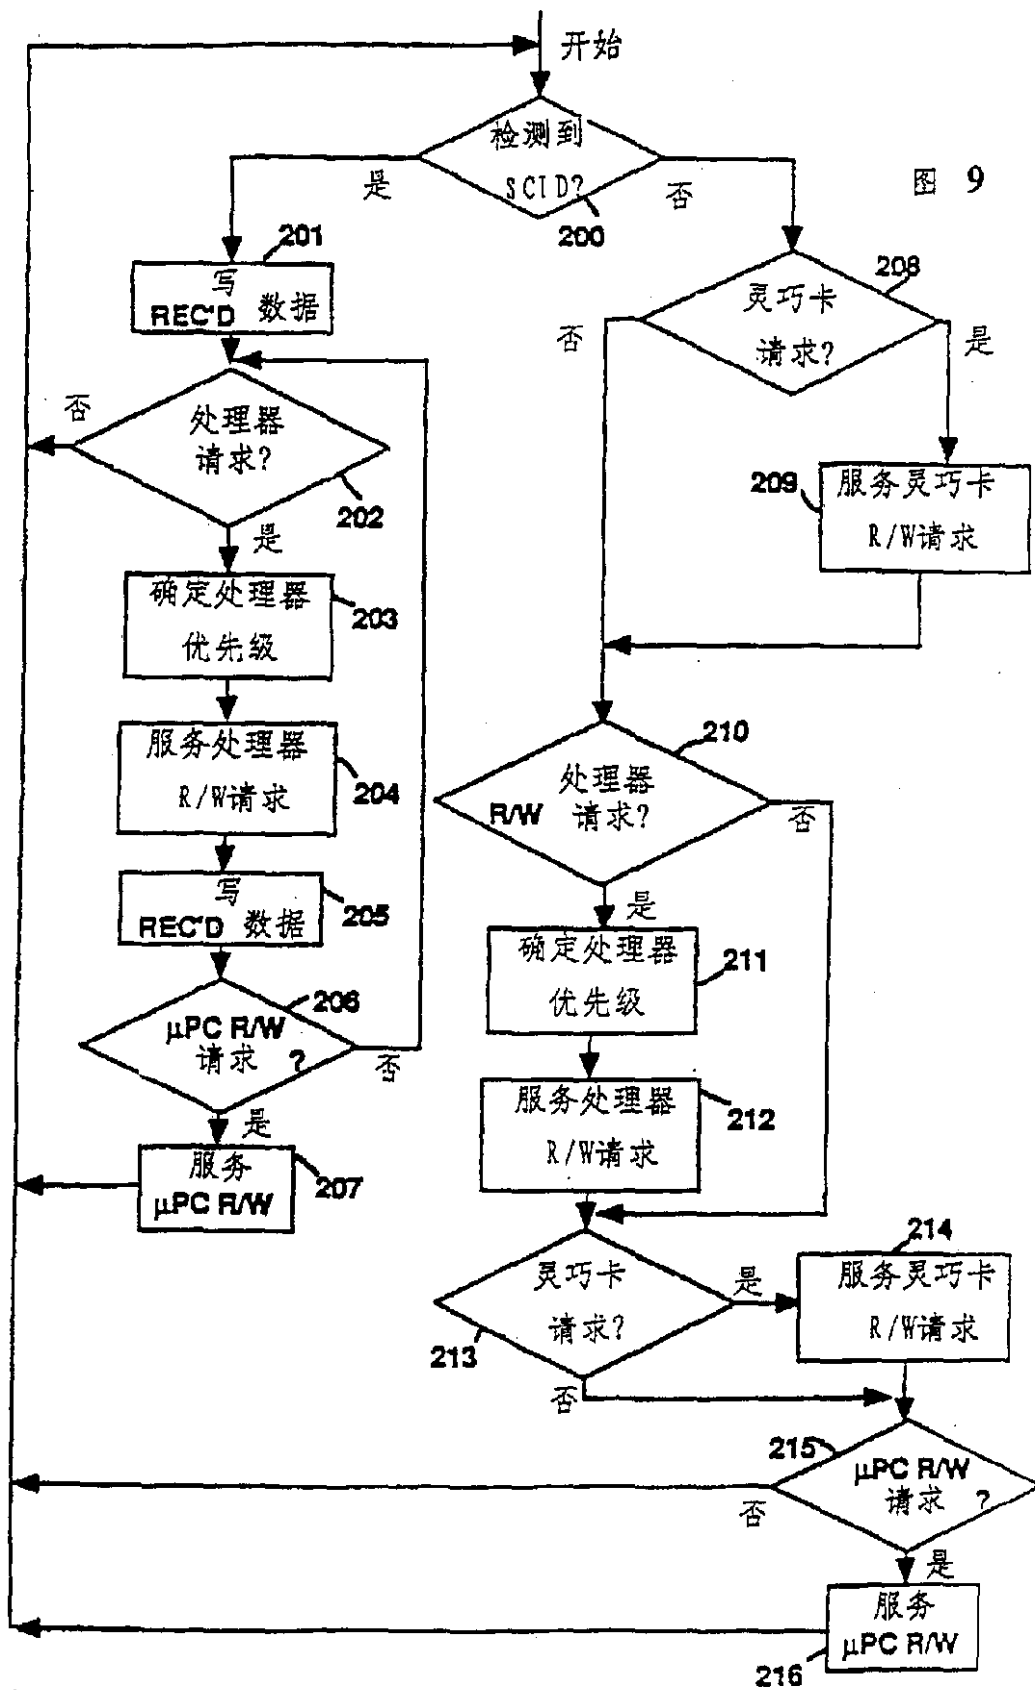 开始
检测到
SCID?
200
是
否
图 9
201
写
REC'D 数据
208
灵巧卡
请求?
否
是
否
处理器
请求?
202
是
209
服务灵巧卡
R/W请求
确定处理器
优先级
203
服务处理器
R/W请求
204
210
处理器
R/W 请求?
否
是
写
REC'D 数据
205
确定处理器
优先级
211
206
μPC R/W
请求 ?
否
是
服务处理器
R/W请求
212
服务
μPC R/W
207
灵巧卡
请求?
213
是
否
214
服务灵巧卡
R/W请求
215
μPC R/W
请求 ?
否
是
服务
μPC R/W
216